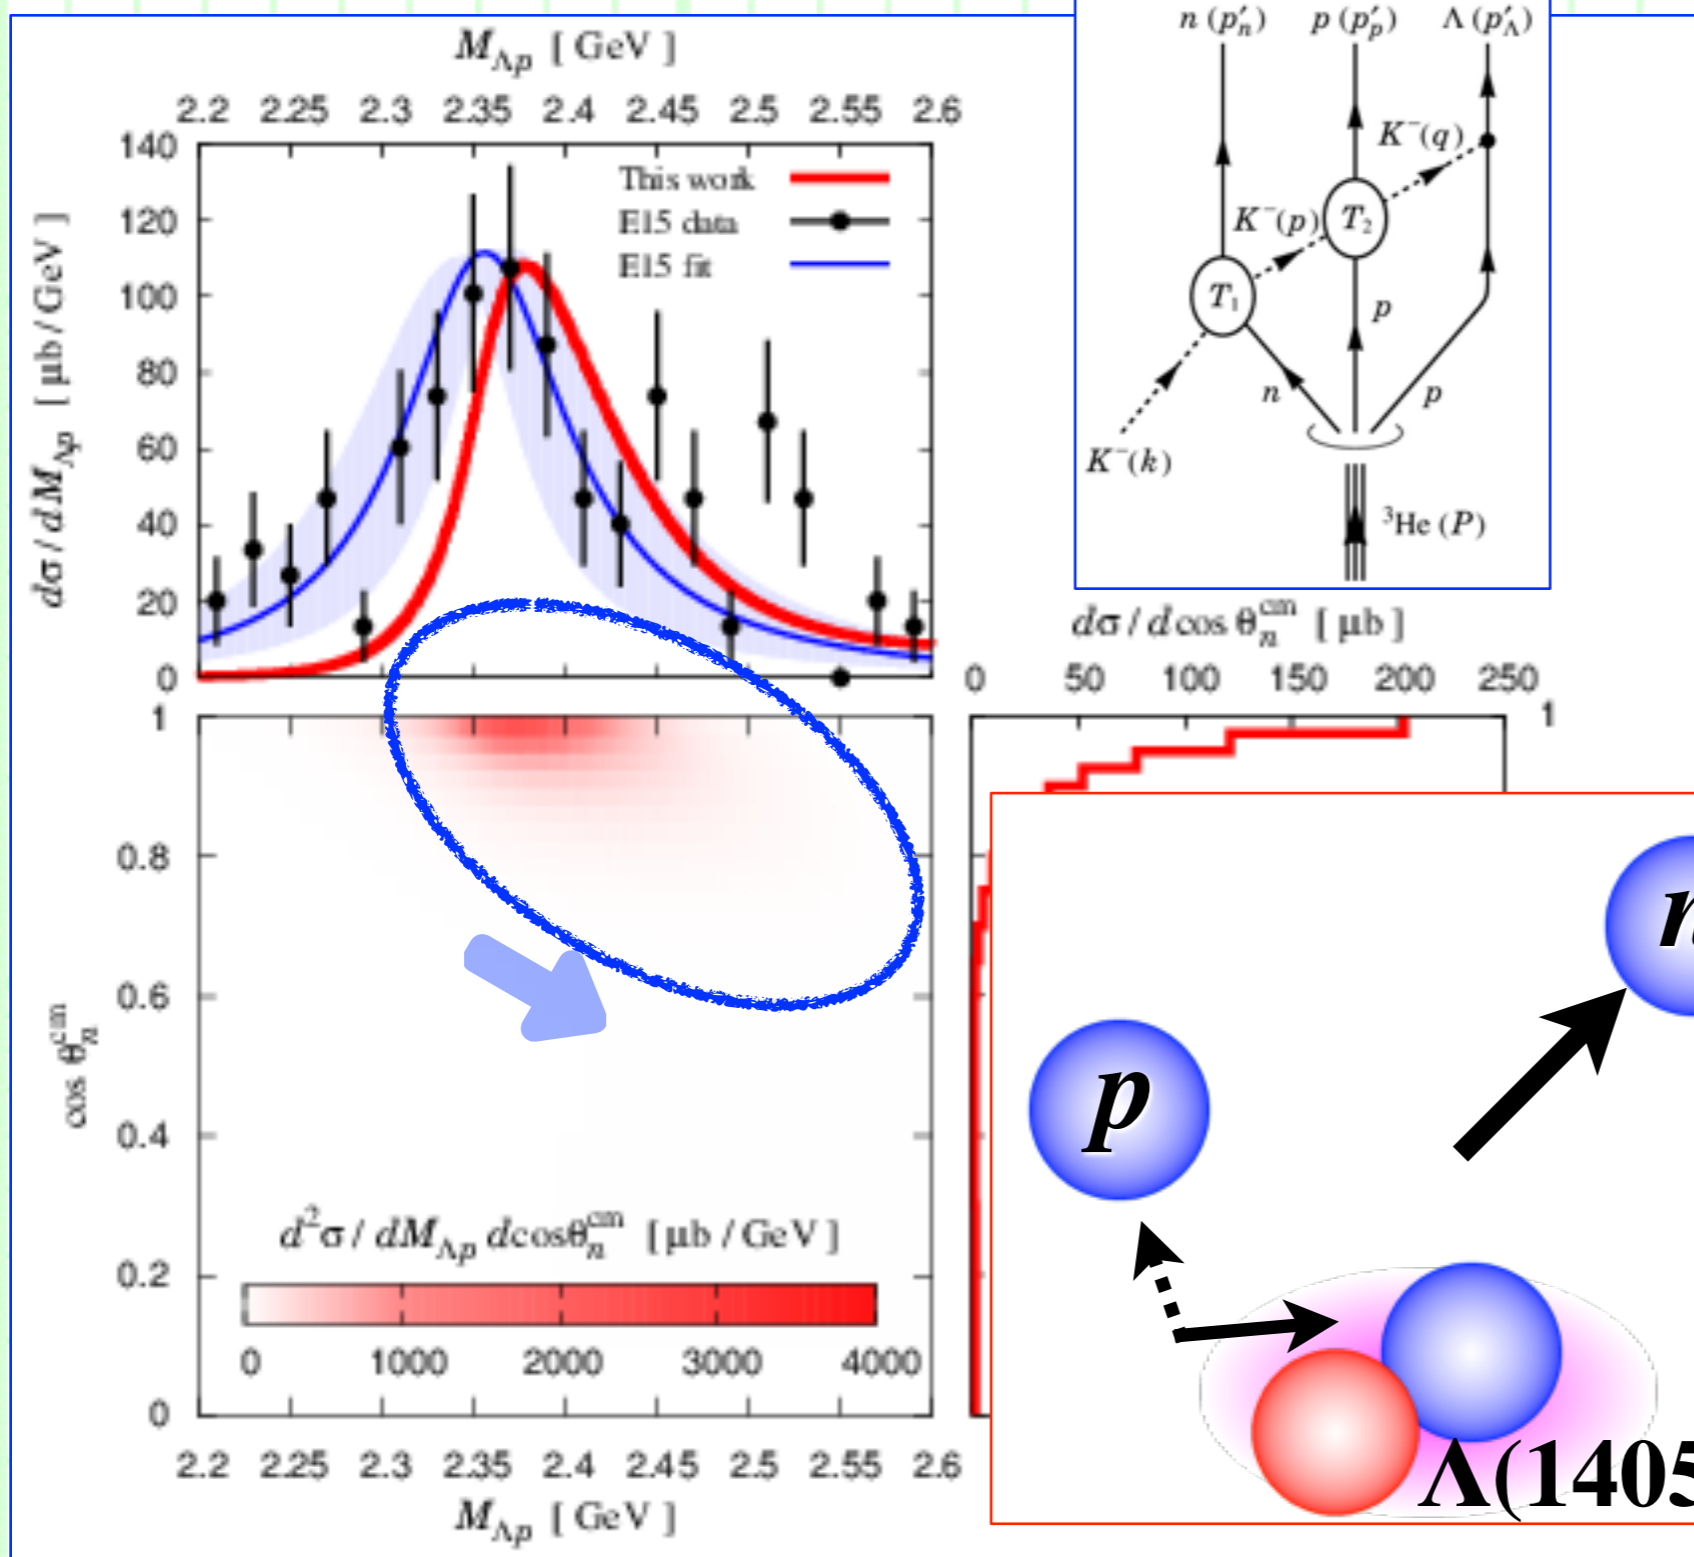 M_Λp [ GeV ]
2.2 2.25 2.3 2.35 2.4 2.45 2.5 2.55 2.6
140
120
100
80
60
40
20
0
dσ / dM_Λp [ μb / GeV ]
This work
E15 data
E15 fit
n (p′_n) p (p′_p) Λ (p′_Λ)
K⁻(q)
K⁻(p)
T₂
T₁
p
n
p
K⁻(k)
³He (P)
dσ / d cos θ_n^cm [ μb ]
0 50 100 150 200 250
1
1
0.8
0.6
0.4
0.2
0
cos θ_n^cm
d²σ / dM_Λp dcosθ_n^cm [ μb / GeV ]
0 1000 2000 3000 4000
2.2 2.25 2.3 2.35 2.4 2.45 2.5 2.55 2.6
M_Λp [ GeV ]
n
p
Λ(1405